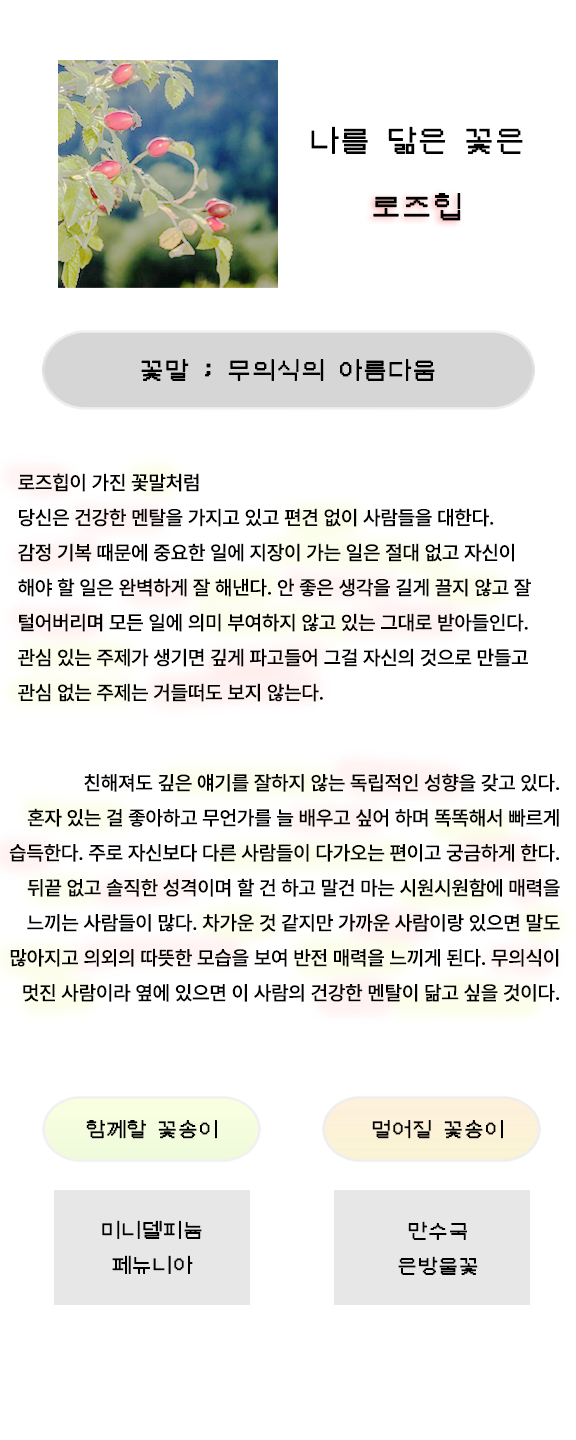 나를 닮은 꽃은
로즈힙
꽃말 ; 무의식의 아름다움
로즈힙이 가진 꽃말처럼
당신은 건강한 멘탈을 가지고 있고 편견 없이 사람들을 대한다.
감정 기복 때문에 중요한 일에 지장이 가는 일은 절대 없고 자신이
해야 할 일은 완벽하게 잘 해낸다. 안 좋은 생각을 길게 끌지 않고 잘
털어버리며 모든 일에 의미 부여하지 않고 있는 그대로 받아들인다.
관심 있는 주제가 생기면 깊게 파고들어 그걸 자신의 것으로 만들고
관심 없는 주제는 거들떠도 보지 않는다.
친해져도 깊은 얘기를 잘하지 않는 독립적인 성향을 갖고 있다.
혼자 있는 걸 좋아하고 무언가를 늘 배우고 싶어 하며 똑똑해서 빠르게
습득한다. 주로 자신보다 다른 사람들이 다가오는 편이고 궁금하게 한다.
뒤끝 없고 솔직한 성격이며 할 건 하고 말건 마는 시원시원함에 매력을
느끼는 사람들이 많다. 차가운 것 같지만 가까운 사람이랑 있으면 말도
많아지고 의외의 따뜻한 모습을 보여 반전 매력을 느끼게 된다. 무의식이
멋진 사람이라 옆에 있으면 이 사람의 건강한 멘탈이 닮고 싶을 것이다.
함께할 꽃송이
멀어질 꽃송이
미니델피늄
페뉴니아
만수국
은방울꽃